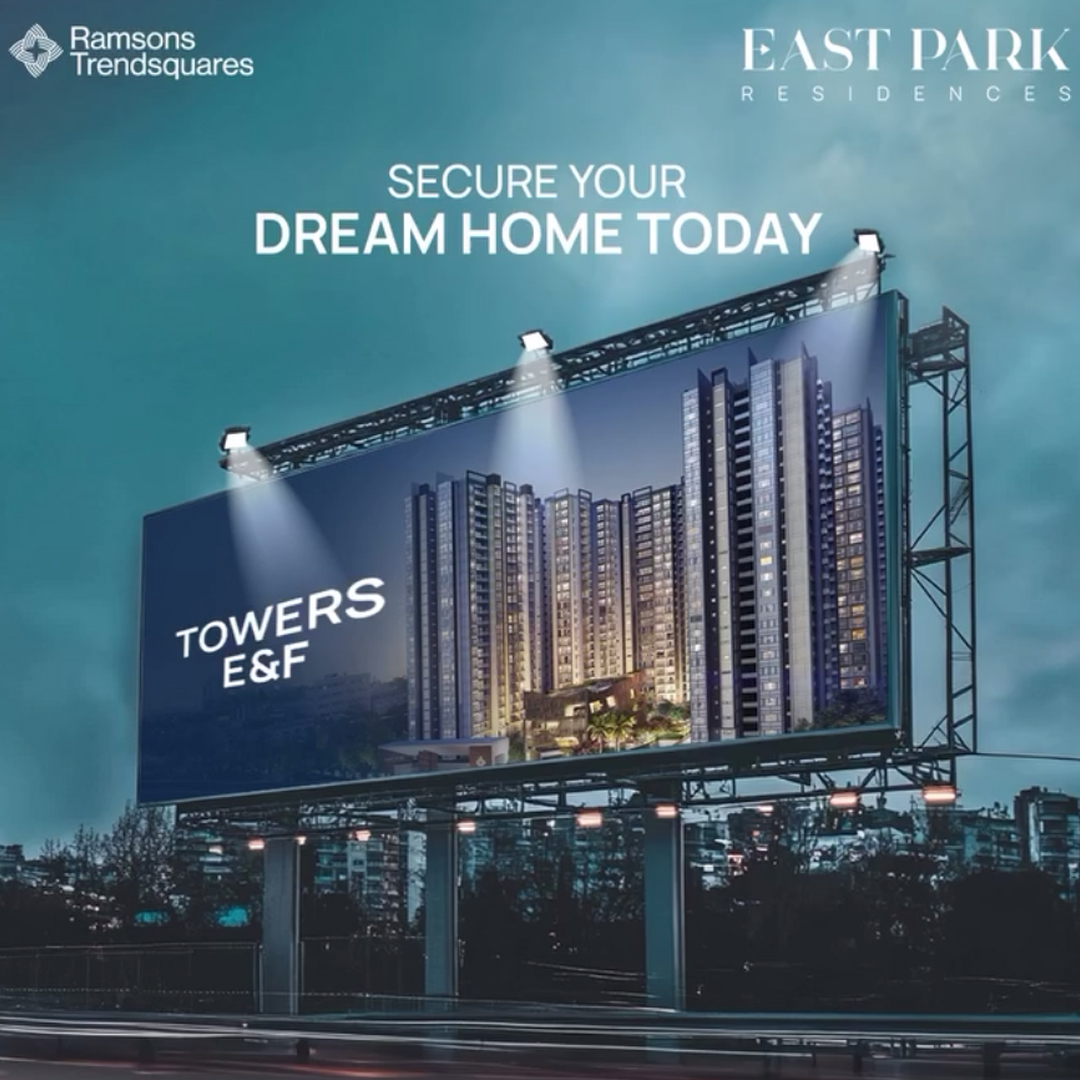 Ramsons
Trendsquares
EAST PARK
RESIDENCES
SECURE YOUR
DREAM HOME TODAY
TOWERS
E&F